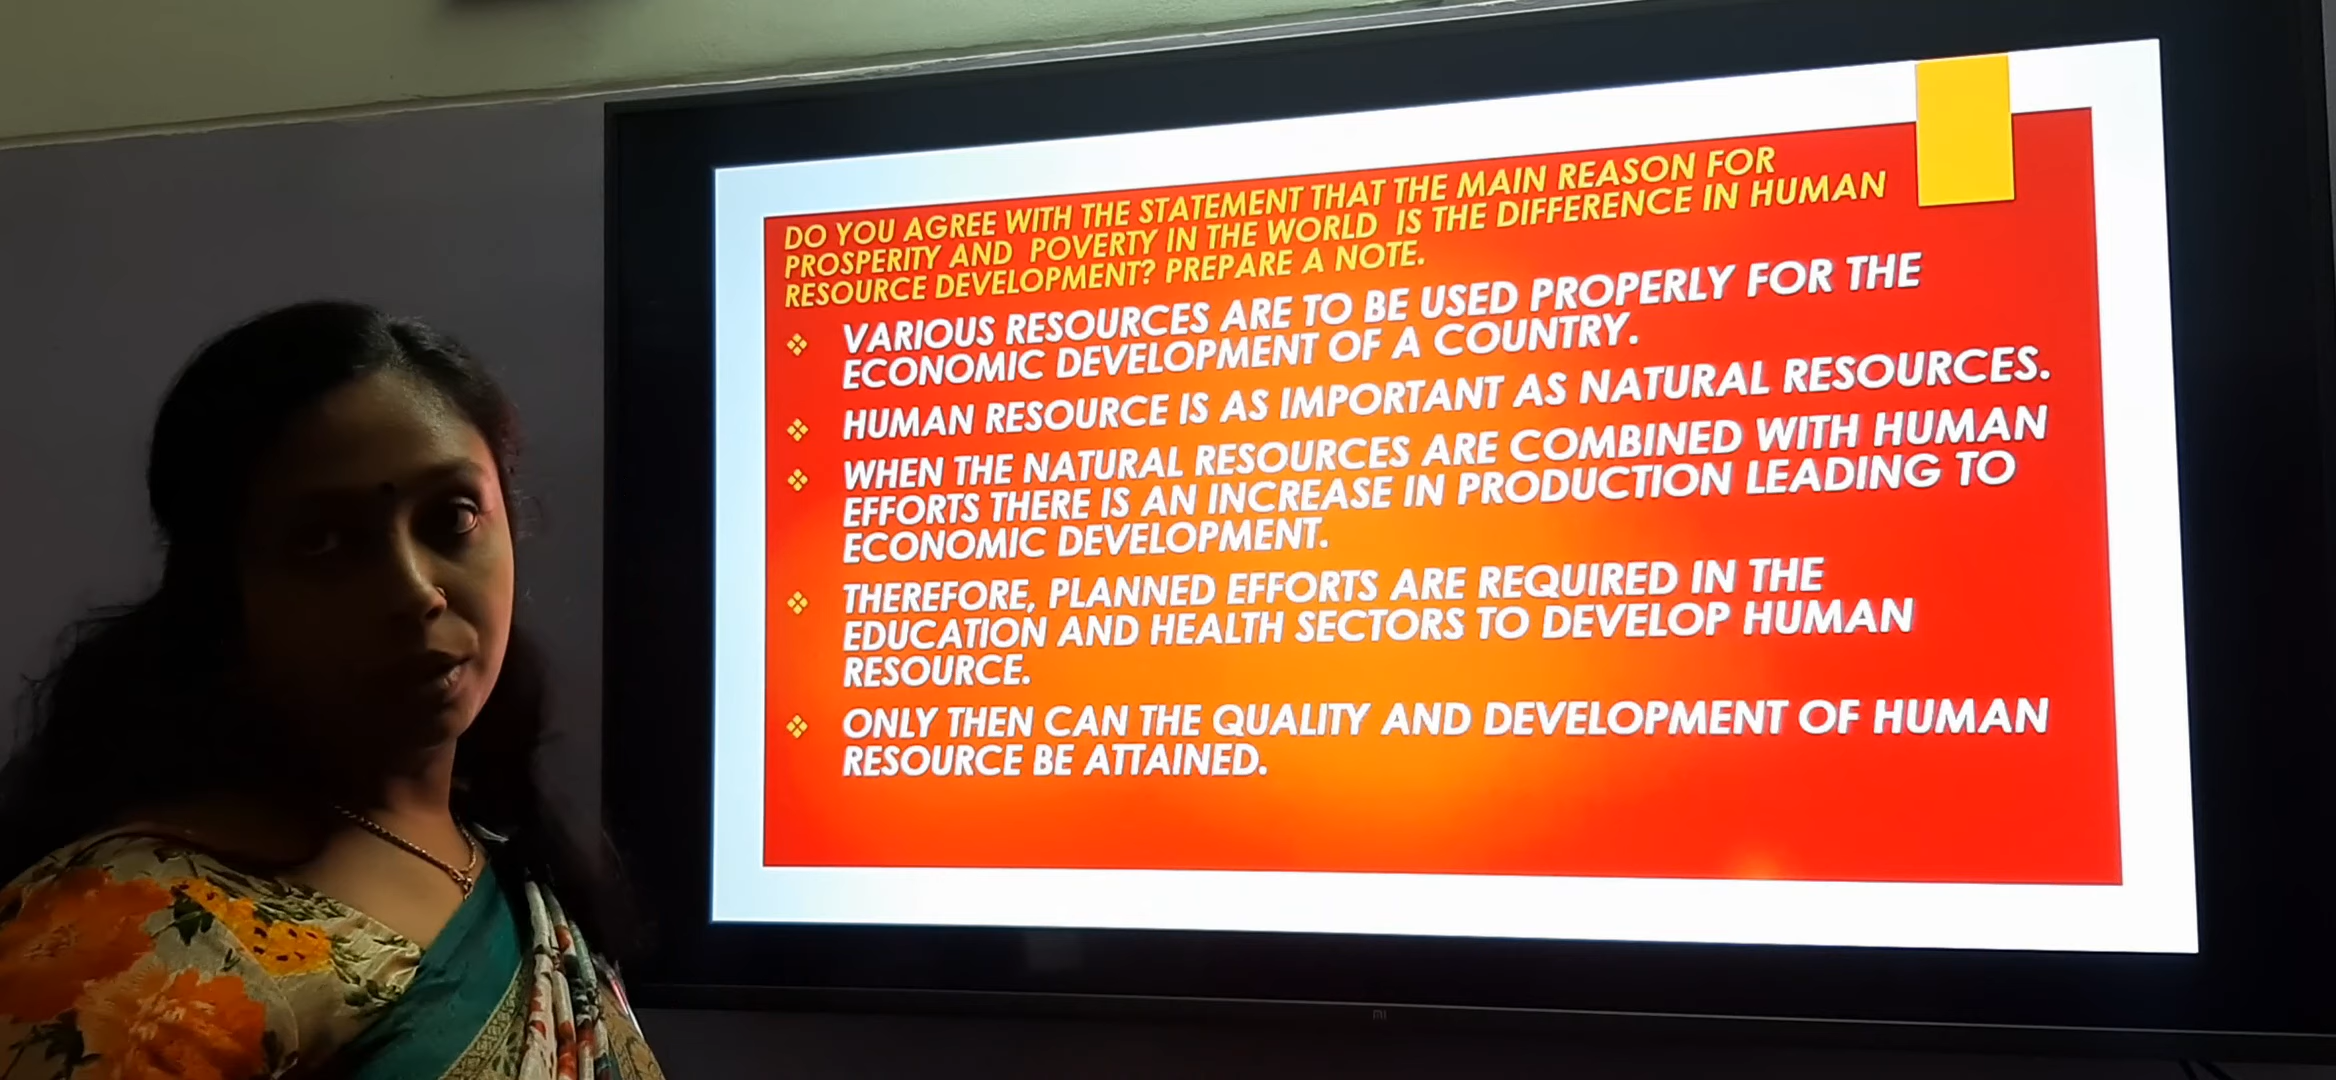 DO YOU AGREE WITH THE STATEMENT THAT THE MAIN REASON FOR
PROSPERITY AND POVERTY IN THE WORLD IS THE DIFFERENCE IN HUMAN
RESOURCE DEVELOPMENT? PREPARE A NOTE.
VARIOUS RESOURCES ARE TO BE USED PROPERLY FOR THE
ECONOMIC DEVELOPMENT OF A COUNTRY.
HUMAN RESOURCE IS AS IMPORTANT AS NATURAL RESOURCES.
WHEN THE NATURAL RESOURCES ARE COMBINED WITH HUMAN
EFFORTS THERE IS AN INCREASE IN PRODUCTION LEADING TO
ECONOMIC DEVELOPMENT.
THEREFORE, PLANNED EFFORTS ARE REQUIRED IN THE
EDUCATION AND HEALTH SECTORS TO DEVELOP HUMAN
RESOURCE.
ONLY THEN CAN THE QUALITY AND DEVELOPMENT OF HUMAN
RESOURCE BE ATTAINED.
MI